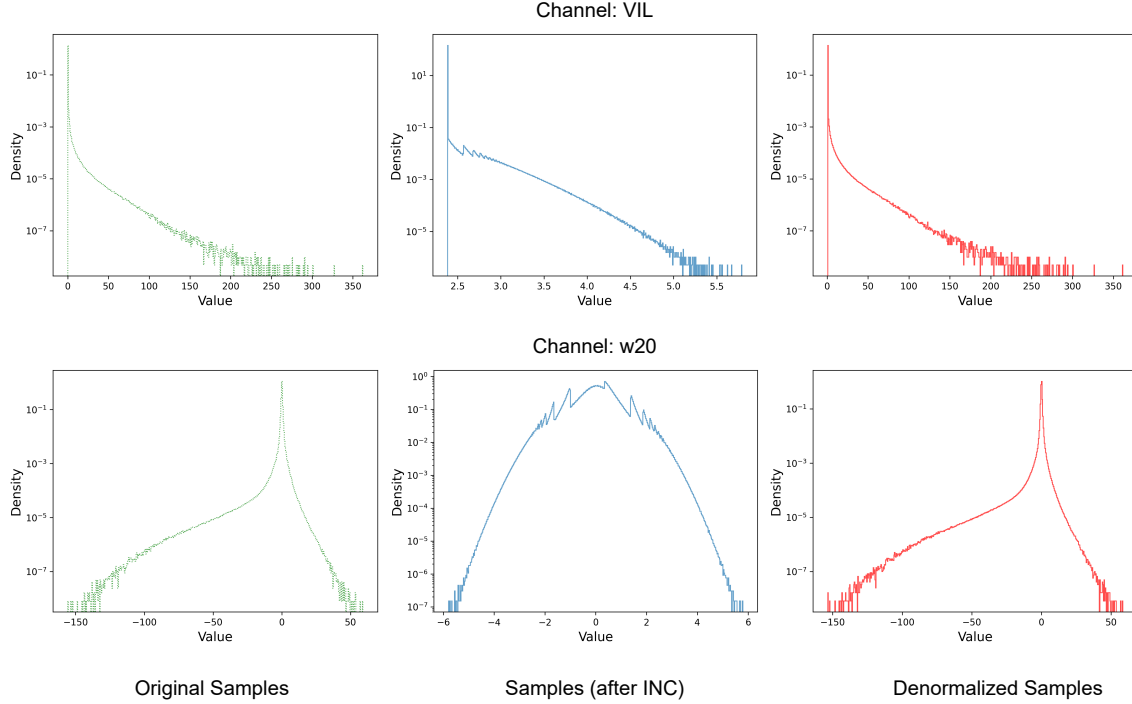 Channel: VIL
10⁻¹
10⁻³
10⁻⁵
10⁻⁷
Density
0 50 100 150 200 250 300 350
Value
10¹
10⁻¹
10⁻³
10⁻⁵
Density
2.5 3.0 3.5 4.0 4.5 5.0 5.5
Value
10⁻¹
10⁻³
10⁻⁵
10⁻⁷
Density
0 50 100 150 200 250 300 350
Value
Channel: w20
10⁻¹
10⁻³
10⁻⁵
10⁻⁷
Density
−150 −100 −50 0 50
Value
10⁰
10⁻¹
10⁻²
10⁻³
10⁻⁴
10⁻⁵
10⁻⁶
10⁻⁷
Density
−6 −4 −2 0 2 4 6
Value
10⁻¹
10⁻³
10⁻⁵
10⁻⁷
Density
−150 −100 −50 0 50
Value
Original Samples
Samples (after INC)
Denormalized Samples